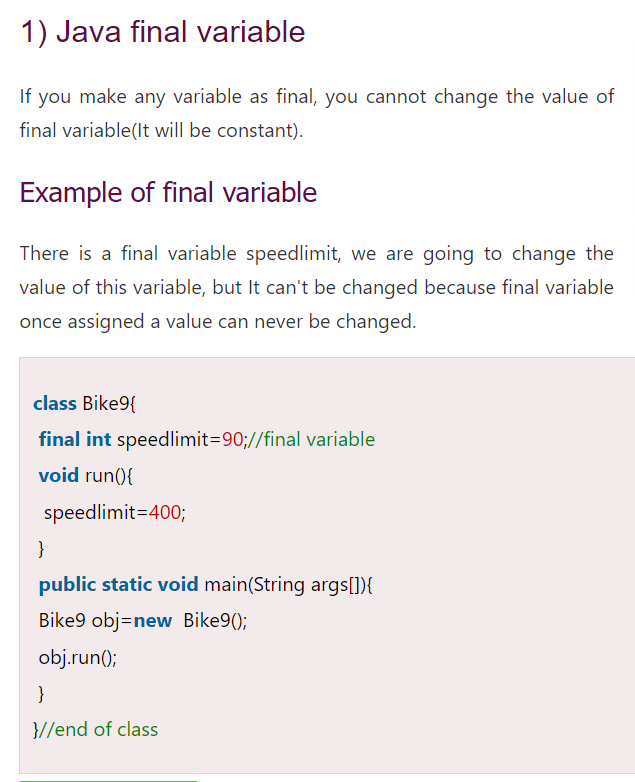 1) Java final variable
If you make any variable as final, you cannot change the value of
final variable(It will be constant).
Example of final variable
There is a final variable speedlimit, we are going to change the
value of this variable, but It can't be changed because final variable
once assigned a value can never be changed.
class Bike9{
final int speedlimit=90;//final variable
void run(){
speedlimit=400;
}
public static void main(String args[]){
Bike9 obj=new  Bike9();
obj.run();
}
}//end of class